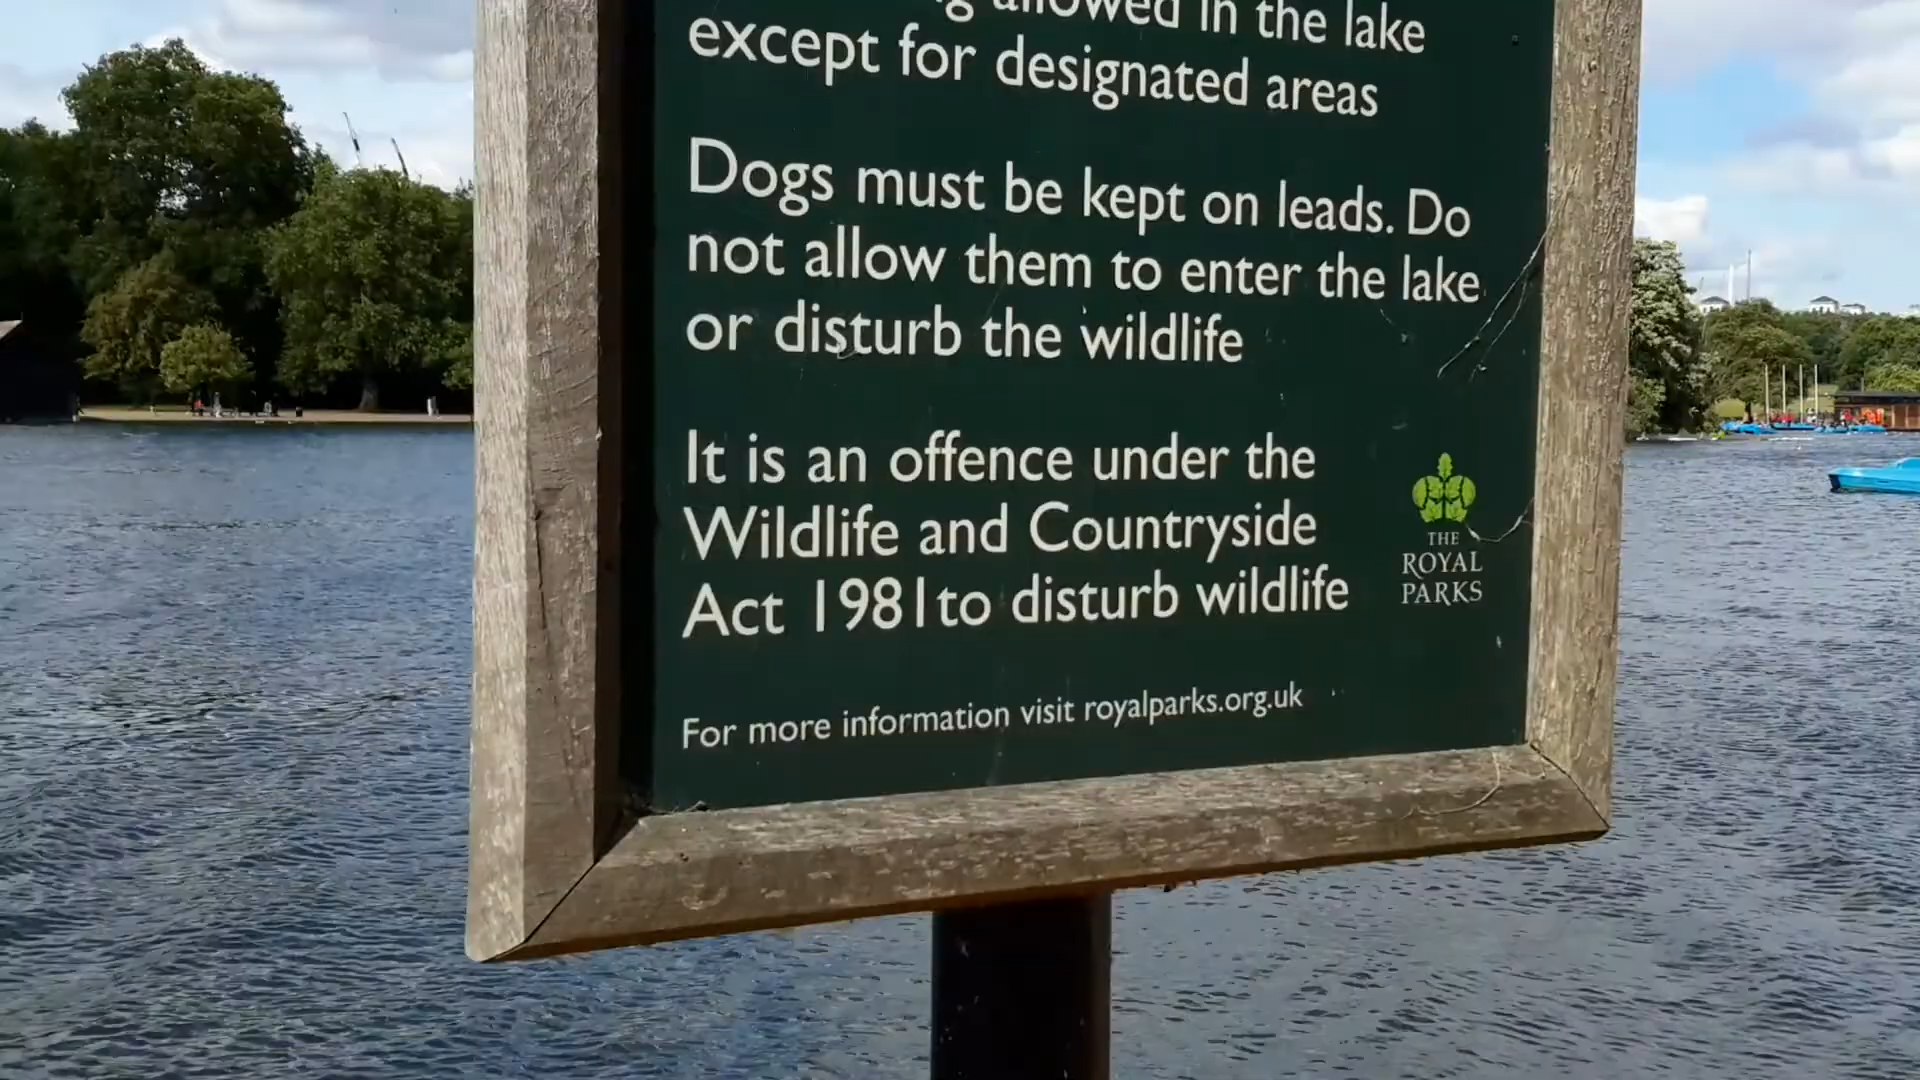 allowed in the lake
except for designated areas
Dogs must be kept on leads. Do
not allow them to enter the lake
or disturb the wildlife
It is an offence under the
Wildlife and Countryside
Act 1981to disturb wildlife
THE
ROYAL
PARKS
For more information visit royalparks.org.uk